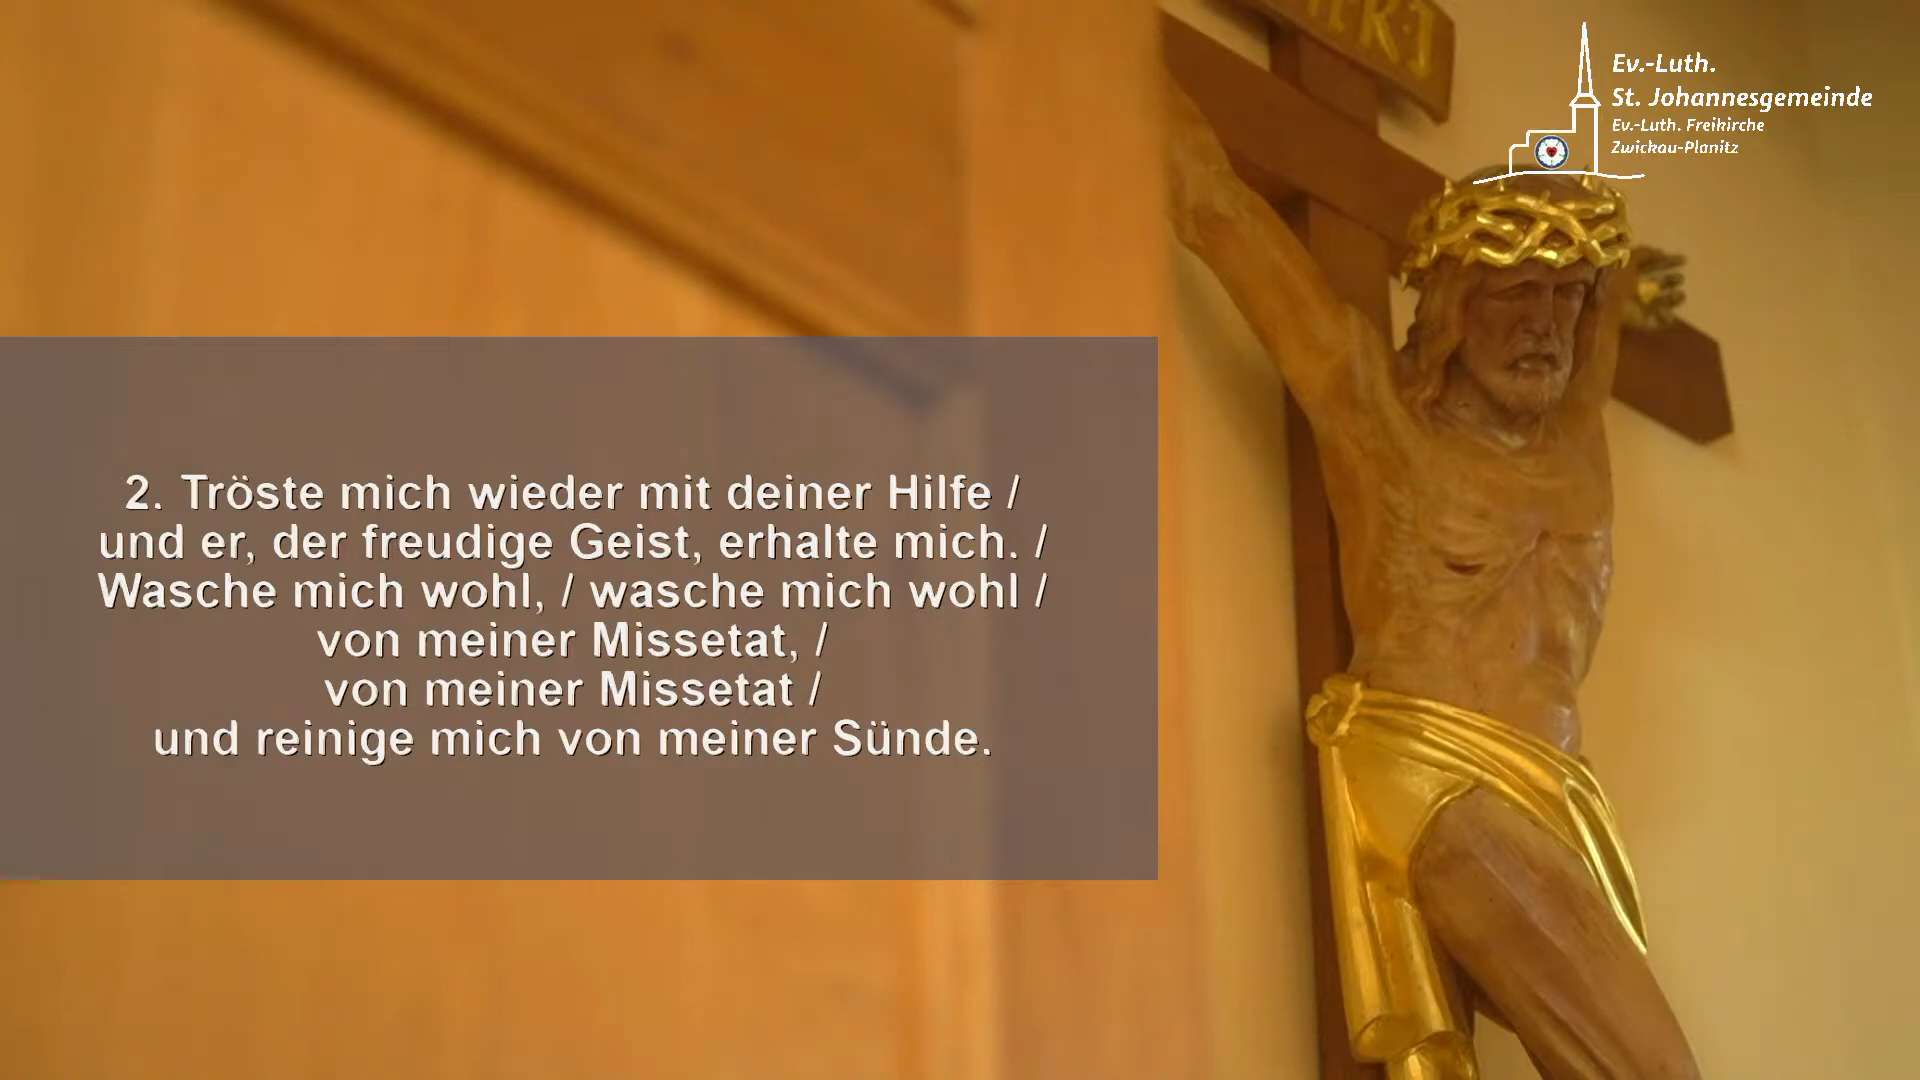 Ev.-Luth.
St. Johannesgemeinde
Ev.-Luth. Freikirche
Zwickau-Planitz
2. Tröste mich wieder mit deiner Hilfe /
und er, der freudige Geist, erhalte mich. /
Wasche mich wohl, / wasche mich wohl /
von meiner Missetat, /
von meiner Missetat /
und reinige mich von meiner Sünde.